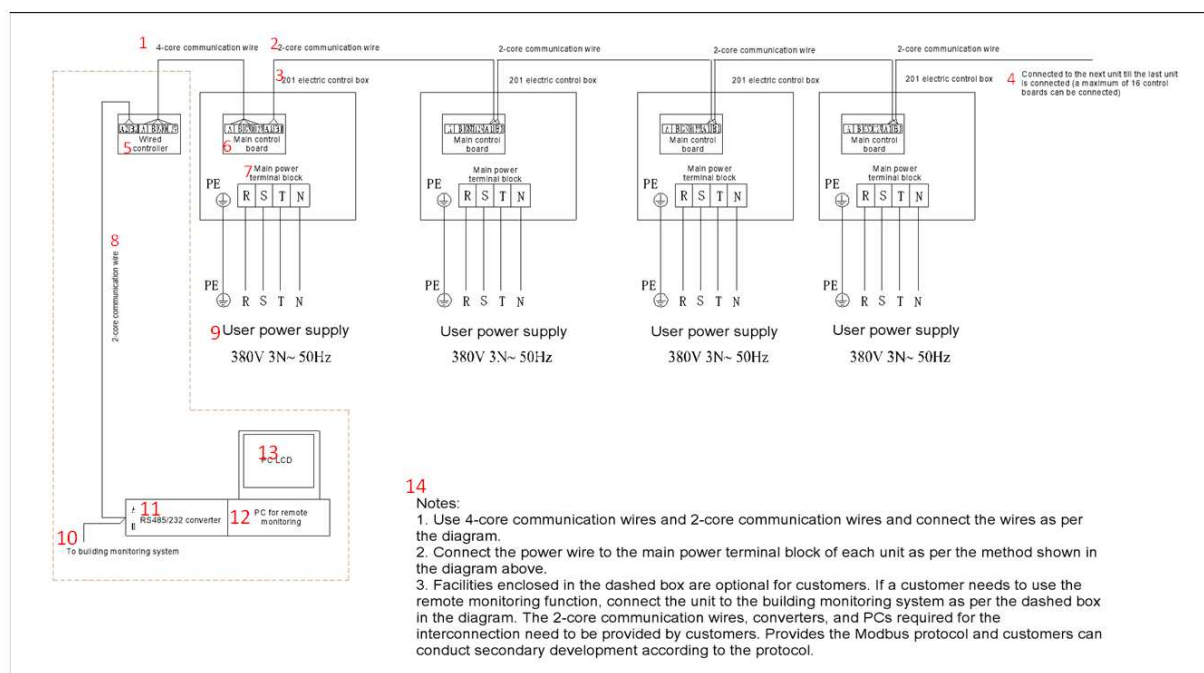 1 4-core communication wire
2 2-core communication wire
2-core communication wire
2-core communication wire
2-core communication wire
3 201 electric control box
201 electric control box
201 electric control box
201 electric control box
4 Connected to the next unit till the last unit
is connected (a maximum of 16 control
boards can be connected)
5 Wired
controller
6 Main control
board
Main control
board
Main control
board
Main control
board
7 Main power
terminal block
Main power
terminal block
Main power
terminal block
Main power
terminal block
PE R S T N
PE R S T N
PE R S T N
PE R S T N
8 2-core communication wire
PE R S T N
PE R S T N
PE R S T N
PE R S T N
9 User power supply
User power supply
User power supply
User power supply
380V 3N~ 50Hz
380V 3N~ 50Hz
380V 3N~ 50Hz
380V 3N~ 50Hz
13 PC LCD
11 RS485/232 converter
A
B
12 PC for remote
monitoring
10
To building monitoring system
14
Notes:
1. Use 4-core communication wires and 2-core communication wires and connect the wires as per
the diagram.
2. Connect the power wire to the main power terminal block of each unit as per the method shown in
the diagram above.
3. Facilities enclosed in the dashed box are optional for customers. If a customer needs to use the
remote monitoring function, connect the unit to the building monitoring system as per the dashed box
in the diagram. The 2-core communication wires, converters, and PCs required for the
interconnection need to be provided by customers. Provides the Modbus protocol and customers can
conduct secondary development according to the protocol.